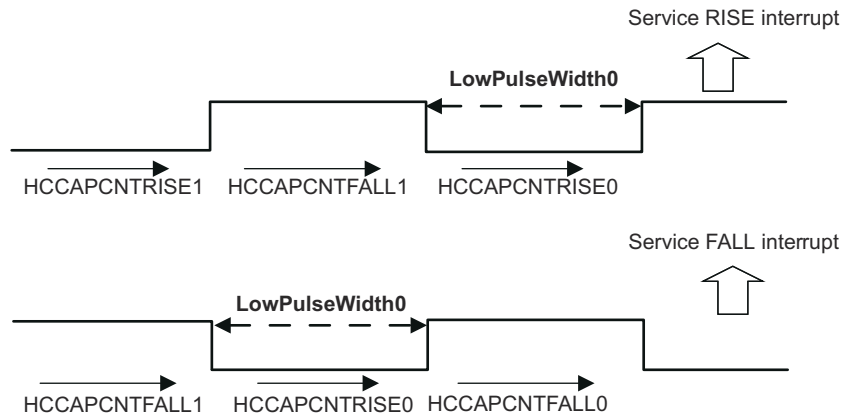 Service RISE interrupt
LowPulseWidth0
HCCAPCNTRISE1 HCCAPCNTFALL1 HCCAPCNTRISE0
Service FALL interrupt
LowPulseWidth0
HCCAPCNTFALL1 HCCAPCNTRISE0 HCCAPCNTFALL0